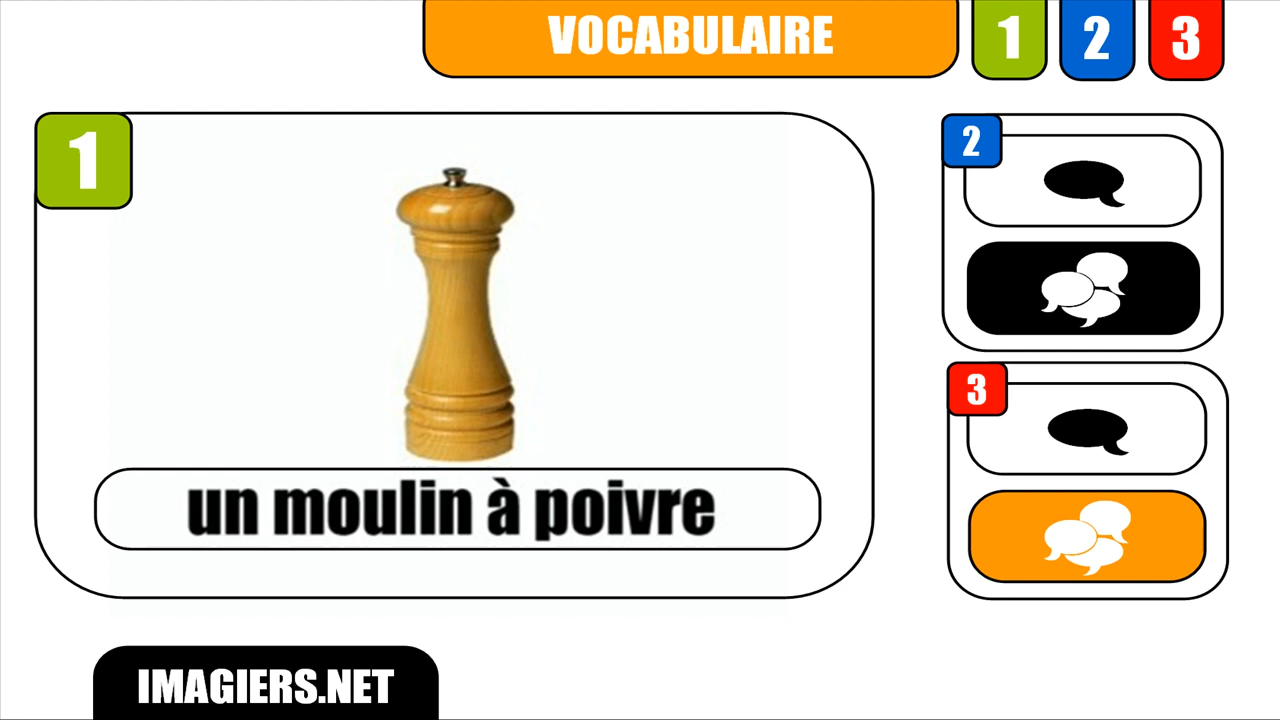 VOCABULAIRE
1
2
3
1
un moulin à poivre
2
3
IMAGIERS.NET